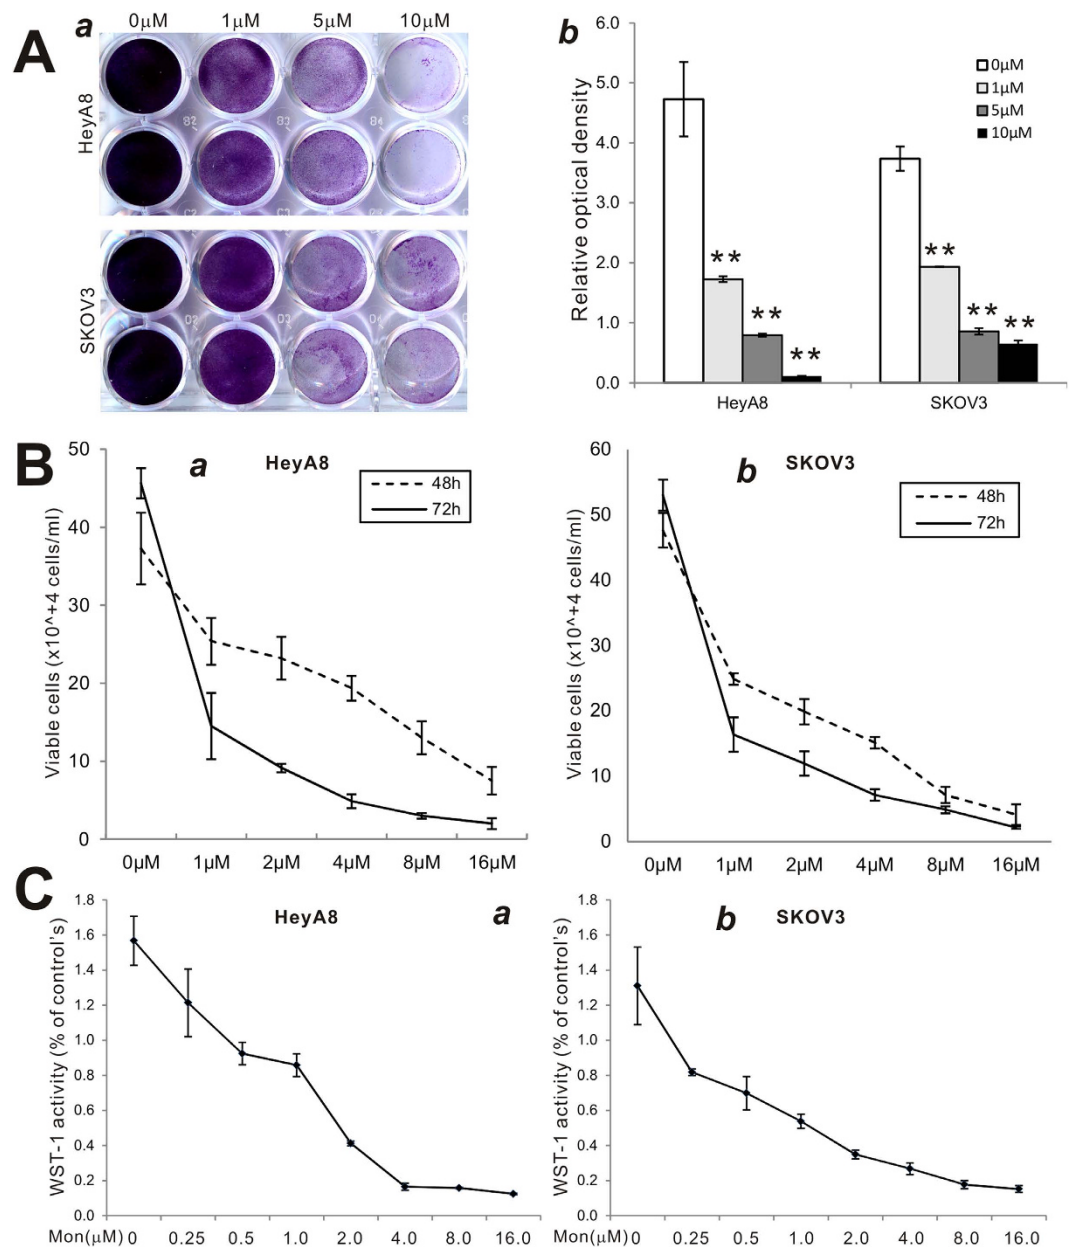 A
a
0µM 1µM 5µM 10µM
HeyA8
SKOV3
b
Relative optical density
6.0
5.0
4.0
3.0
2.0
1.0
0.0
0µM
1µM
5µM
10µM
**
**
**
**
**
**
HeyA8 SKOV3
B
a HeyA8
48h
72h
Viable cells (x10^+4 cells/ml)
50
40
30
20
10
0
0µM 1µM 2µM 4µM 8µM 16µM
b SKOV3
48h
72h
Viable cells (x10^+4 cells/ml)
60
50
40
30
20
10
0
0µM 1µM 2µM 4µM 8µM 16µM
C
HeyA8 a
WST-1 activity (% of control's)
1.8
1.6
1.4
1.2
1.0
0.8
0.6
0.4
0.2
0.0
Mon(µM) 0 0.25 0.5 1.0 2.0 4.0 8.0 16.0
b SKOV3
WST-1 activity (% of control's)
1.8
1.6
1.4
1.2
1.0
0.8
0.6
0.4
0.2
0.0
Mon(µM) 0 0.25 0.5 1.0 2.0 4.0 8.0 16.0